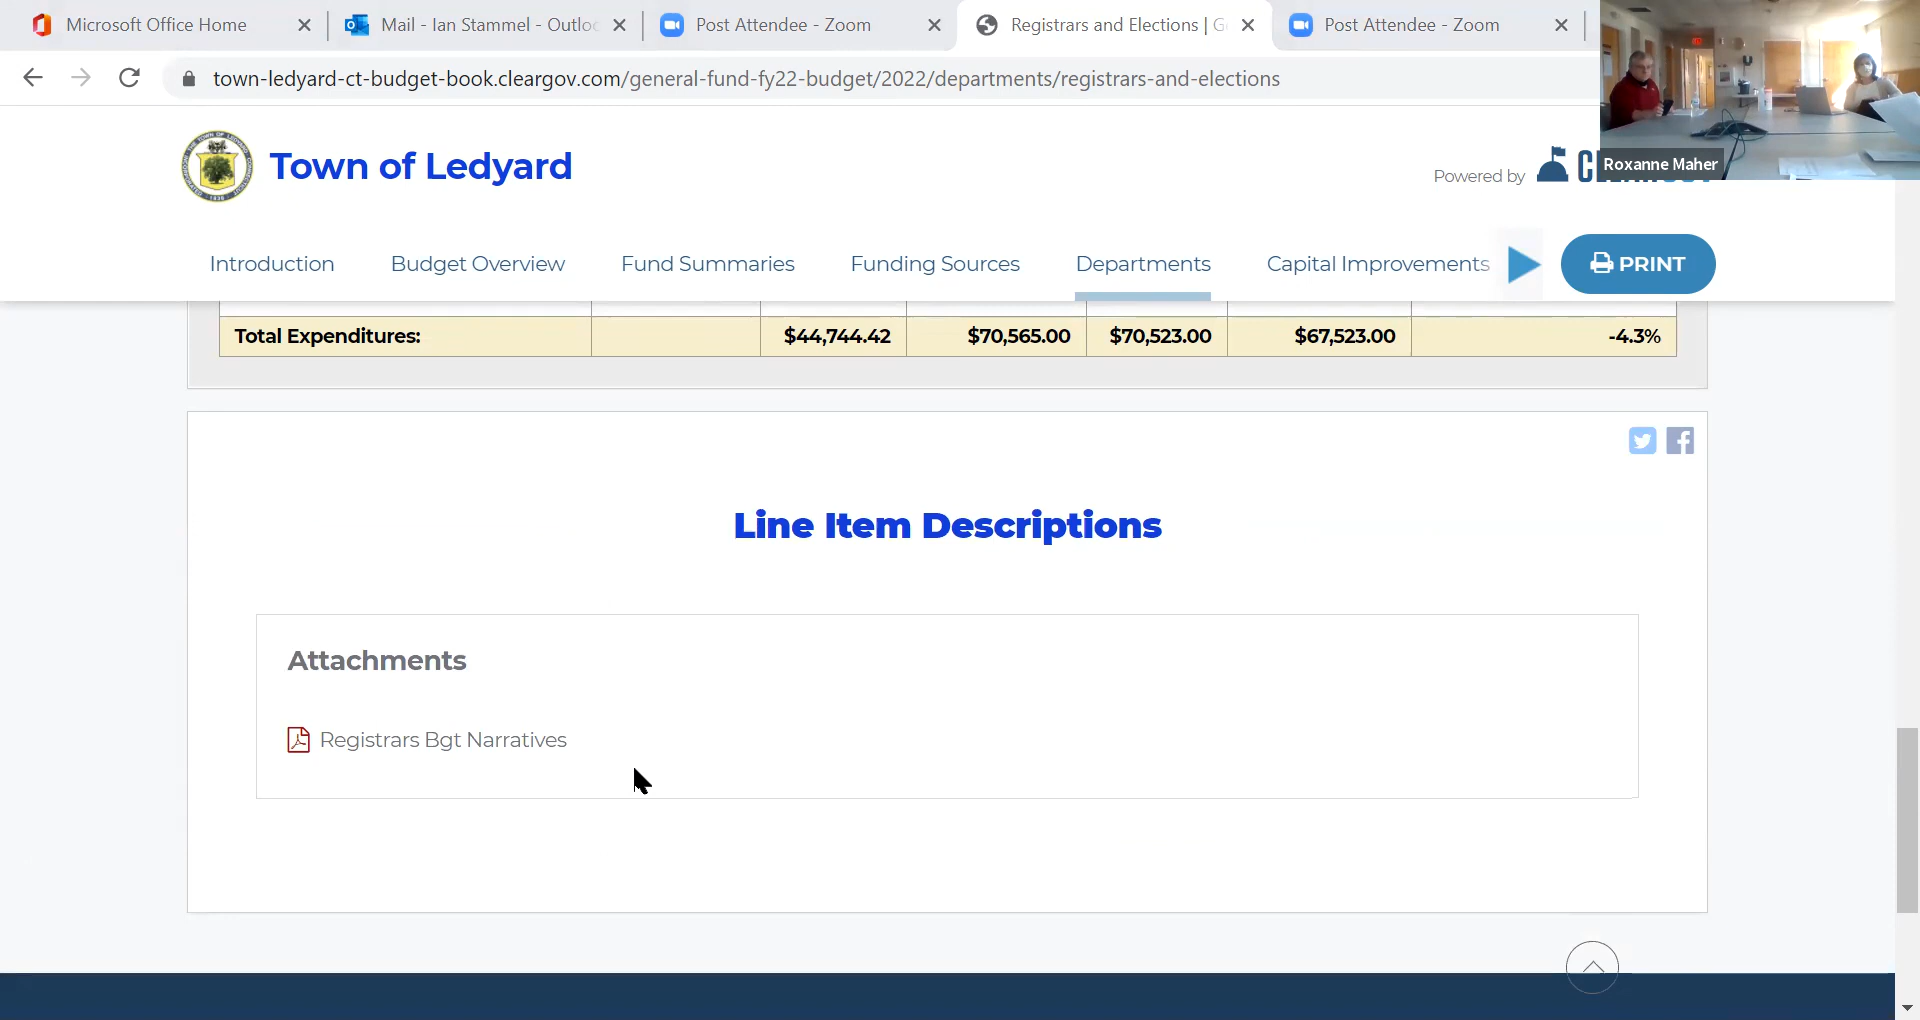 Microsoft Office Home
Mail - Ian Stammel - Outloo
Post Attendee - Zoom
Registrars and Elections | G
Post Attendee - Zoom
town-ledyard-ct-budget-book.cleargov.com/general-fund-fy22-budget/2022/departments/registrars-and-elections
Town of Ledyard
Powered by
Roxanne Maher
Introduction
Budget Overview
Fund Summaries
Funding Sources
Departments
Capital Improvements
PRINT
Total Expenditures: $44,744.42 $70,565.00 $70,523.00 $67,523.00 -4.3%
Line Item Descriptions
Attachments
Registrars Bgt Narratives